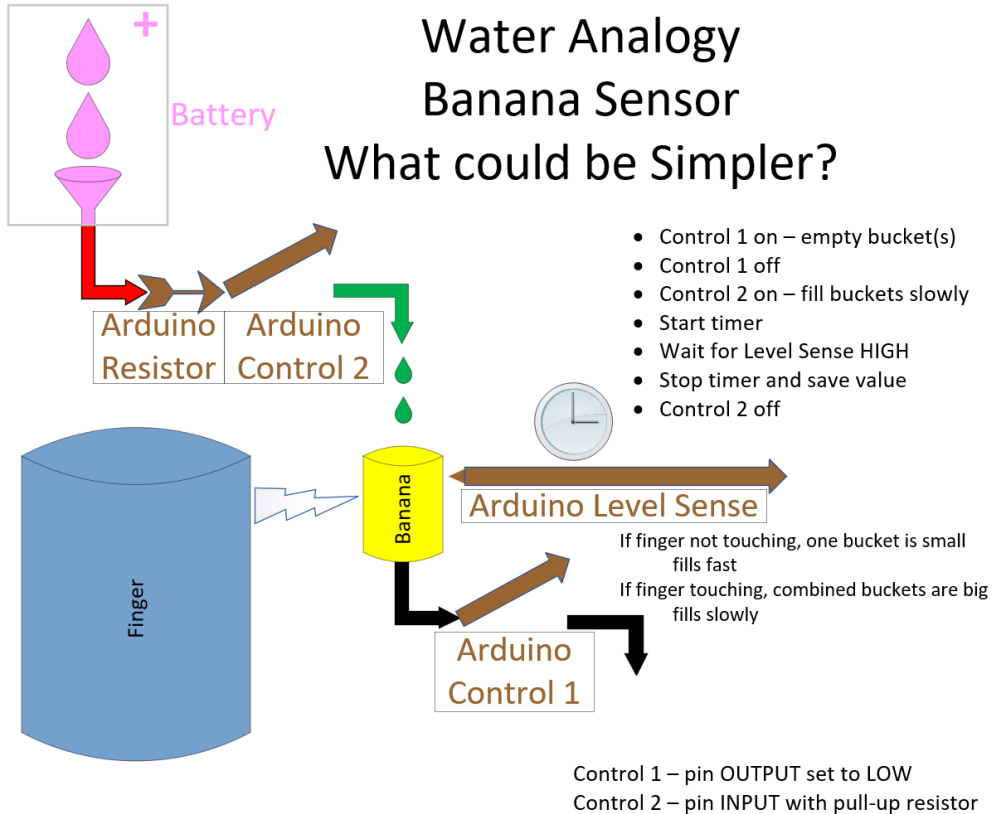 Water Analogy
Banana Sensor
What could be Simpler?
+
Battery
• Control 1 on – empty bucket(s)
• Control 1 off
• Control 2 on – fill buckets slowly
• Start timer
• Wait for Level Sense HIGH
• Stop timer and save value
• Control 2 off
Arduino
Resistor
Arduino
Control 2
Finger
Banana
Arduino Level Sense
If finger not touching, one bucket is small
fills fast
If finger touching, combined buckets are big
fills slowly
Arduino
Control 1
Control 1 – pin OUTPUT set to LOW
Control 2 – pin INPUT with pull-up resistor